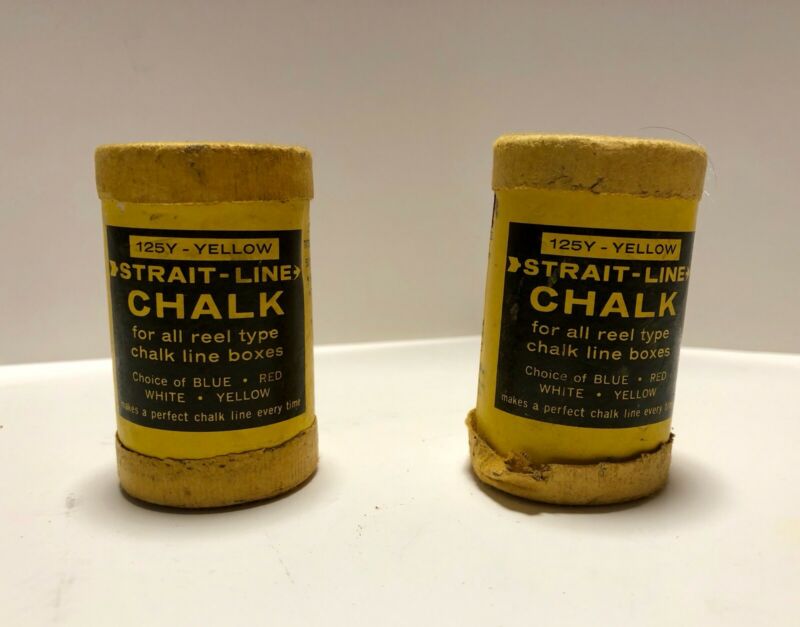 125Y - YELLOW
STRAIT-LINE
CHALK
for all reel type
chalk line boxes
Choice of BLUE • RED
WHITE • YELLOW
makes a perfect chalk line every time
125Y - YELLOW
STRAIT-LINE
CHALK
for all reel type
chalk line boxes
Choice of BLUE • RED
WHITE • YELLOW
makes a perfect chalk line every time